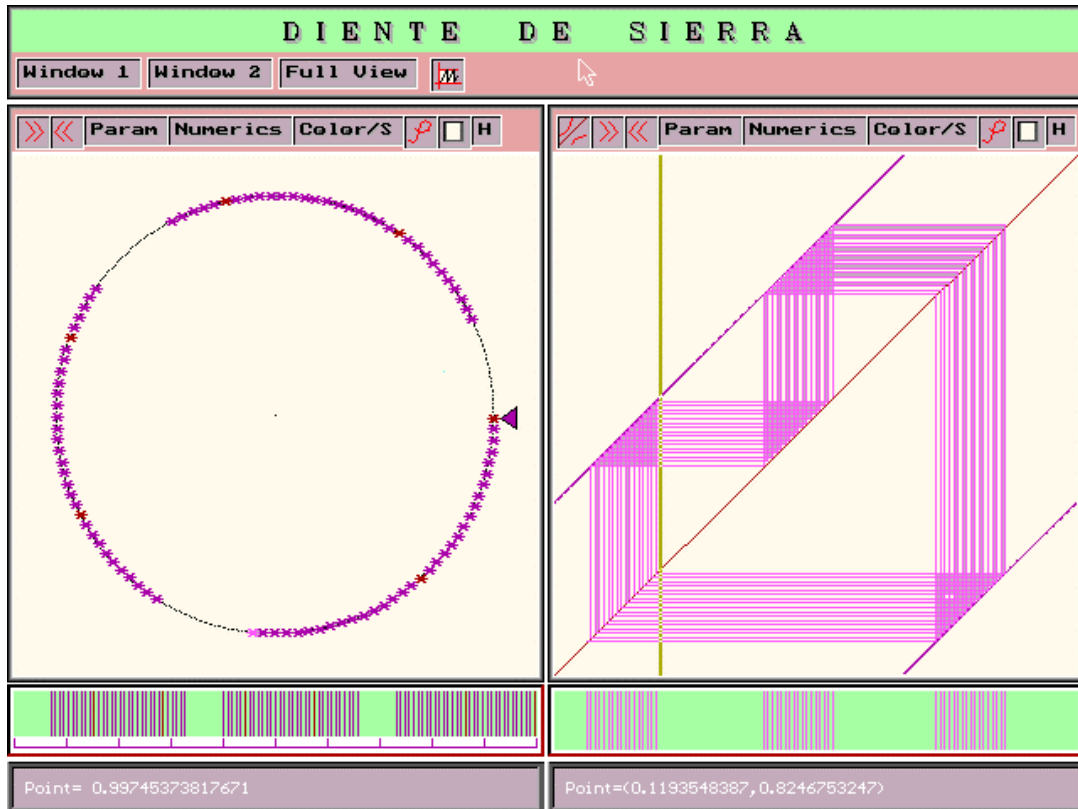 DIENTE DE SIERRA
Window 1 Window 2 Full View
Param Numerics Color/S H
Param Numerics Color/S H
Point= 0.99745373817671
Point=(0.1193548387,0.8246753247)